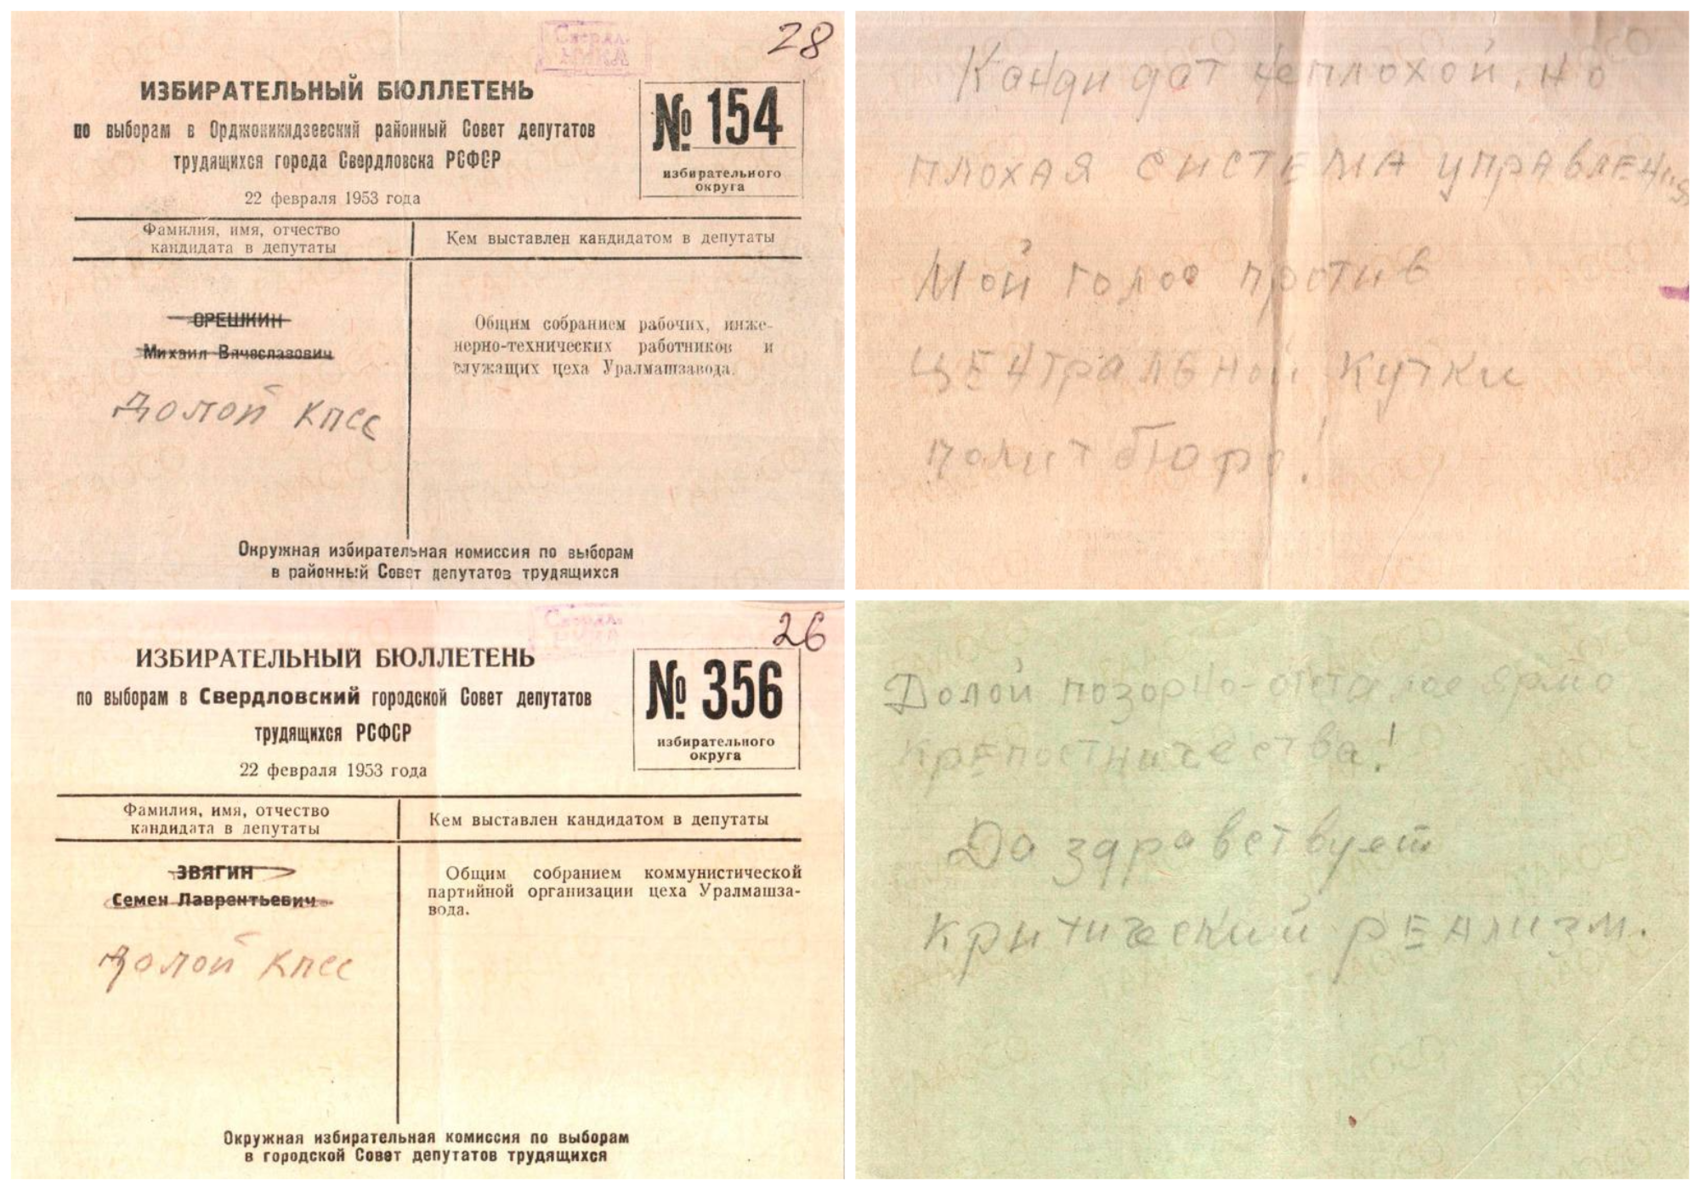 28
ИЗБИРАТЕЛЬНЫЙ БЮЛЛЕТЕНЬ
по выборам в Орджоникидзевский районный Совет депутатов
трудящихся города Свердловска РСФСР
22 февраля 1953 года
№ 154
избирательного
округа
Фамилия, имя, отчество
кандидата в депутаты
Кем выставлен кандидатом в депутаты
ОРЕШКИН
Михаил Вячеславович
Долой КПСС
Общим собранием рабочих, инже-
нерно-технических работников и
служащих цеха Уралмашзавода.
Окружная избирательная комиссия по выборам
в районный Совет депутатов трудящихся
Кандидат неплохой, но
плохая система управления
Мой голос против
центральной кучки
политбюро!
26
ИЗБИРАТЕЛЬНЫЙ БЮЛЛЕТЕНЬ
по выборам в Свердловский городской Совет депутатов
трудящихся РСФСР
22 февраля 1953 года
№ 356
избирательного
округа
Фамилия, имя, отчество
кандидата в депутаты
Кем выставлен кандидатом в депутаты
ЗВЯГИН
Семен Лаврентьевич
Долой КПСС
Общим собранием коммунистической
партийной организации цеха Уралмашза-
вода.
Окружная избирательная комиссия по выборам
в городской Совет депутатов трудящихся
Долой позорно-отсталое ярмо
крепостничества!
Да здравствует
критический реализм.